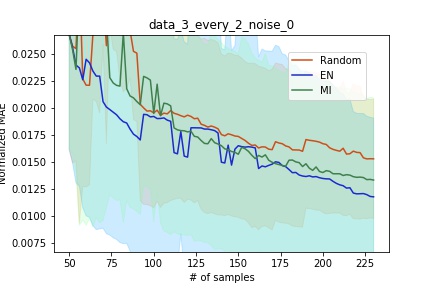 data_3_every_2_noise_0
Normalized MAE
0.0250
0.0225
0.0200
0.0175
0.0150
0.0125
0.0100
0.0075
Random
EN
MI
50 75 100 125 150 175 200 225
# of samples